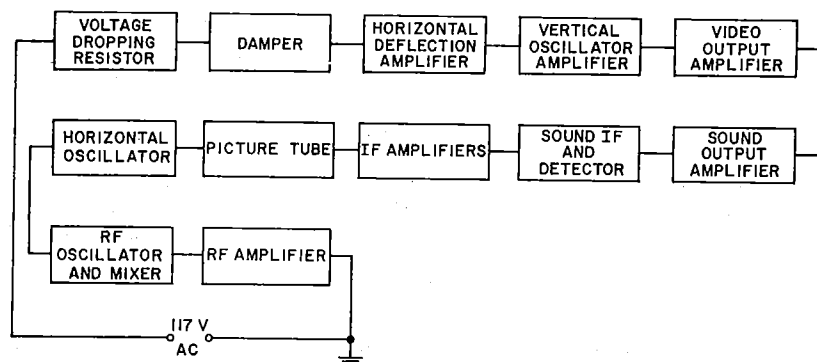 VOLTAGE
DROPPING
RESISTOR
DAMPER
HORIZONTAL
DEFLECTION
AMPLIFIER
VERTICAL
OSCILLATOR
AMPLIFIER
VIDEO
OUTPUT
AMPLIFIER
HORIZONTAL
OSCILLATOR
PICTURE TUBE
IF AMPLIFIERS
SOUND IF
AND
DETECTOR
SOUND
OUTPUT
AMPLIFIER
RF
OSCILLATOR
AND MIXER
RF AMPLIFIER
117 V
AC